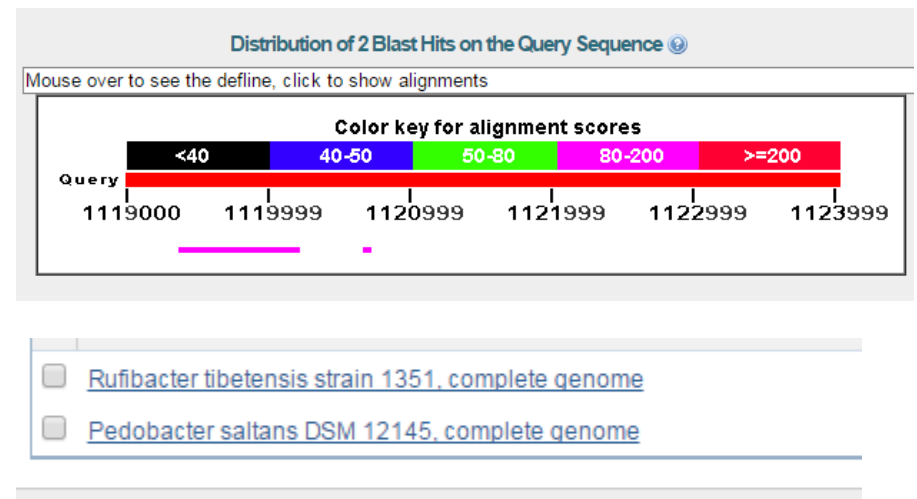 Distribution of 2 Blast Hits on the Query Sequence
Mouse over to see the defline, click to show alignments
Color key for alignment scores
<40 40-50 50-80 80-200 >=200
Query
1119000 1119999 1120999 1121999 1122999 1123999
Rufibacter tibetensis strain 1351, complete genome
Pedobacter saltans DSM 12145, complete genome